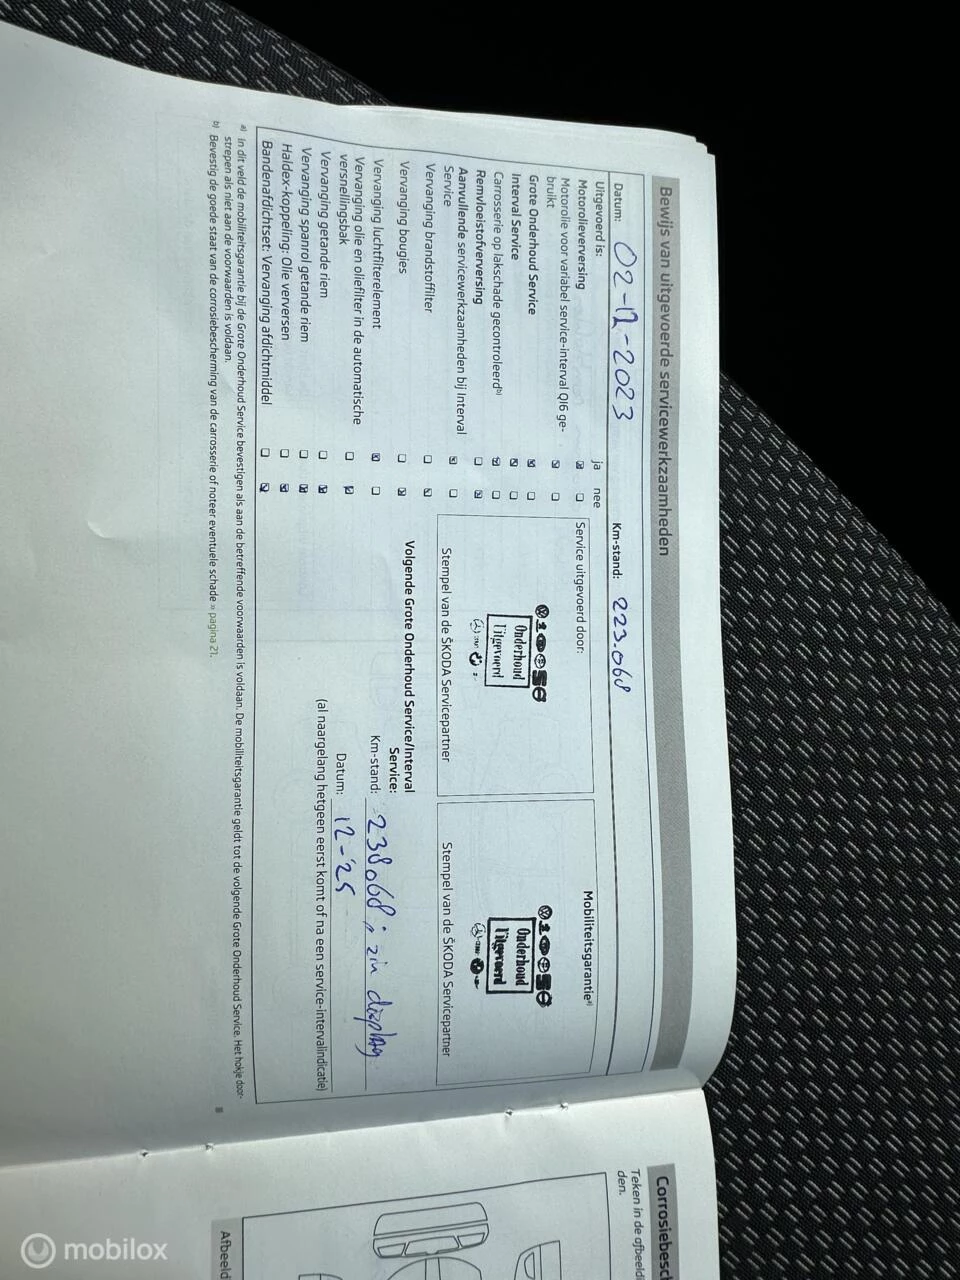 Bewijs van uitgevoerde servicewerkzaamheden
Datum: 02-12-2023 Km-stand: 223.068
Uitgevoerd is: ja nee
Motorolieverversing
Motorolie voor variabel service-interval QI6 ge-
bruikt
Grote Onderhoud Service
Interval Service
Carrosserie op lakschade gecontroleerd b)
Remvloeistofverversing
Aanvullende servicewerkzaamheden bij Interval
Service
Vervanging brandstoffilter
Vervanging bougies
Vervanging luchtfilterelement
Vervanging olie en oliefilter in de automatische
versnellingsbak
Vervanging getande riem
Vervanging spanrol getande riem
Haldex-koppeling: Olie verversen
Bandenafdichtset: Vervanging afdichtmiddel
Service uitgevoerd door:
Onderhoud
Uitgevoerd
Stempel van de ŠKODA Servicepartner
Mobiliteitsgarantie a)
Onderhoud
Uitgevoerd
Stempel van de ŠKODA Servicepartner
Volgende Grote Onderhoud Service/Interval
Service:
Km-stand: 238.068; zin display
Datum: 12-'25
(al naargelang hetgeen eerst komt of na een service-intervalindicatie)
a) In dit veld de mobiliteitsgarantie bij de Grote Onderhoud Service bevestigen als aan de betreffende voorwaarden is voldaan. De mobiliteitsgarantie geldt tot de volgende Grote Onderhoud Service. Het hokje door-
strepen als niet aan de voorwaarden is voldaan.
b) Bevestig de goede staat van de corrosiebescherming van de carrosserie of noteer eventuele schade » pagina 21.
Corrosiebesch
Teken in de afbeeldi
den.
Afbeeld
mobilox